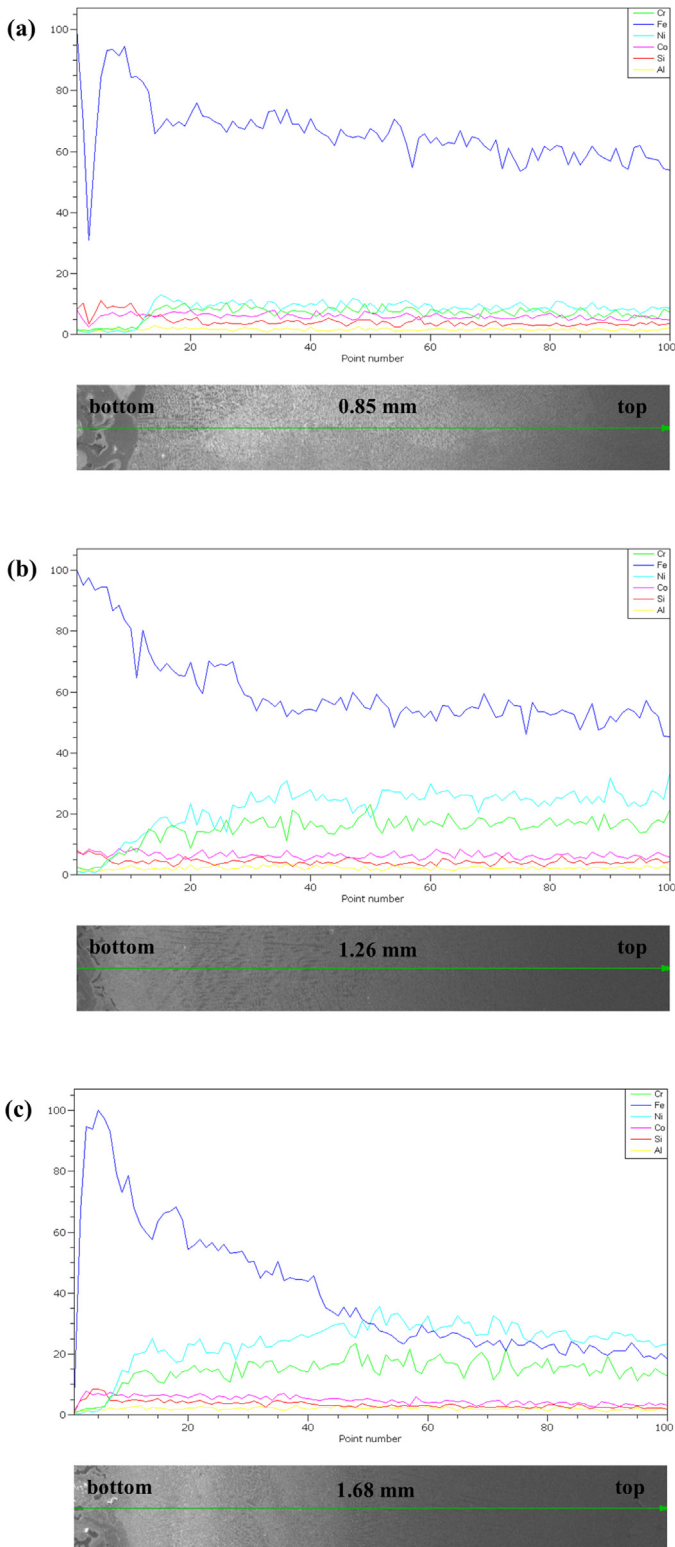 (a)
100
80
60
40
20
0
Cr
Fe
Ni
Co
Si
Al
20 40 60 80 100
Point number
bottom 0.85 mm top
(b)
100
80
60
40
20
0
Cr
Fe
Ni
Co
Si
Al
20 40 60 80 100
Point number
bottom 1.26 mm top
(c)
100
80
60
40
20
0
Cr
Fe
Ni
Co
Si
Al
20 40 60 80 100
Point number
bottom 1.68 mm top